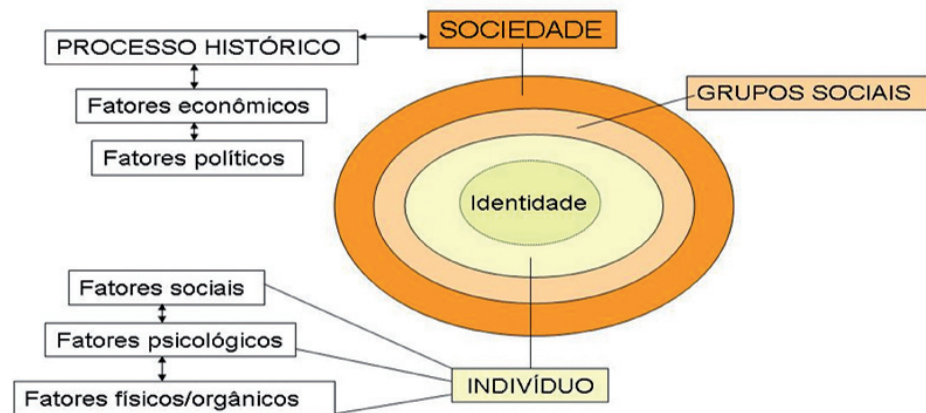 SOCIEDADE
PROCESSO HISTÓRICO
GRUPOS SOCIAIS
Fatores econômicos
Fatores políticos
Identidade
Fatores sociais
Fatores psicológicos
INDIVÍDUO
Fatores físicos/orgânicos